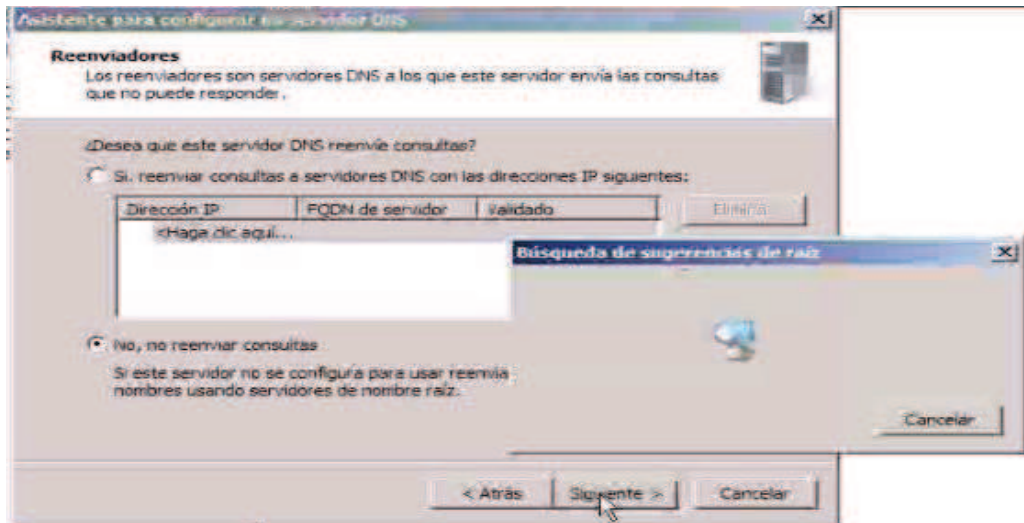 Asistente para configurar un servidor DNS
Reenviadores
Los reenviadores son servidores DNS a los que este servidor envía las consultas
que no puede responder.
¿Desea que este servidor DNS reenvíe consultas?
Sí, reenviar consultas a servidores DNS con las direcciones IP siguientes:
Dirección IP FQDN de servidor Validado
<Haga clic aquí...
Búsqueda de sugerencias de raíz
No, no reenviar consultas
Si este servidor no se configura para usar reenvia
nombres usando servidores de nombre raíz.
Cancelar
< Atrás Siguiente > Cancelar